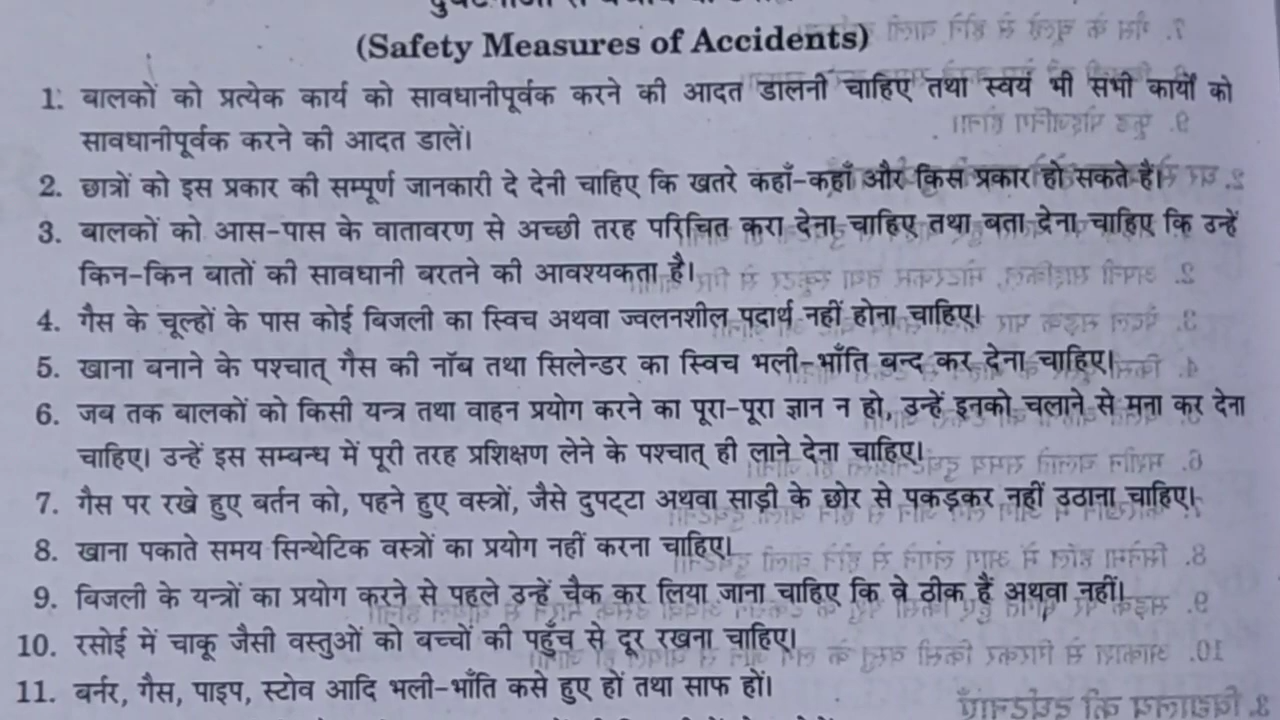 (Safety Measures of Accidents)
1. बालकों को प्रत्येक कार्य को सावधानीपूर्वक करने की आदत डालनी चाहिए तथा स्वयं भी सभी कार्यों को
सावधानीपूर्वक करने की आदत डालें।
2. छात्रों को इस प्रकार की सम्पूर्ण जानकारी दे देनी चाहिए कि खतरे कहाँ-कहाँ और किस प्रकार हो सकते हैं।
3. बालकों को आस-पास के वातावरण से अच्छी तरह परिचित करा देना चाहिए तथा बता देना चाहिए कि उन्हें
किन-किन बातों की सावधानी बरतने की आवश्यकता है।
4. गैस के चूल्हों के पास कोई बिजली का स्विच अथवा ज्वलनशील पदार्थ नहीं होना चाहिए।
5. खाना बनाने के पश्चात् गैस की नॉब तथा सिलेन्डर का स्विच भली-भाँति बन्द कर देना चाहिए।
6. जब तक बालकों को किसी यन्त्र तथा वाहन प्रयोग करने का पूरा-पूरा ज्ञान न हो, उन्हें इनको चलाने से मना कर देना
चाहिए। उन्हें इस सम्बन्ध में पूरी तरह प्रशिक्षण लेने के पश्चात् ही लाने देना चाहिए।
7. गैस पर रखे हुए बर्तन को, पहने हुए वस्त्रों, जैसे दुपट्टा अथवा साड़ी के छोर से पकड़कर नहीं उठाना चाहिए।
8. खाना पकाते समय सिन्थेटिक वस्त्रों का प्रयोग नहीं करना चाहिए।
9. बिजली के यन्त्रों का प्रयोग करने से पहले उन्हें चैक कर लिया जाना चाहिए कि वे ठीक हैं अथवा नहीं।
10. रसोई में चाकू जैसी वस्तुओं को बच्चों की पहुँच से दूर रखना चाहिए।
11. बर्नर, गैस, पाइप, स्टोव आदि भली-भाँति कसे हुए हों तथा साफ हों।